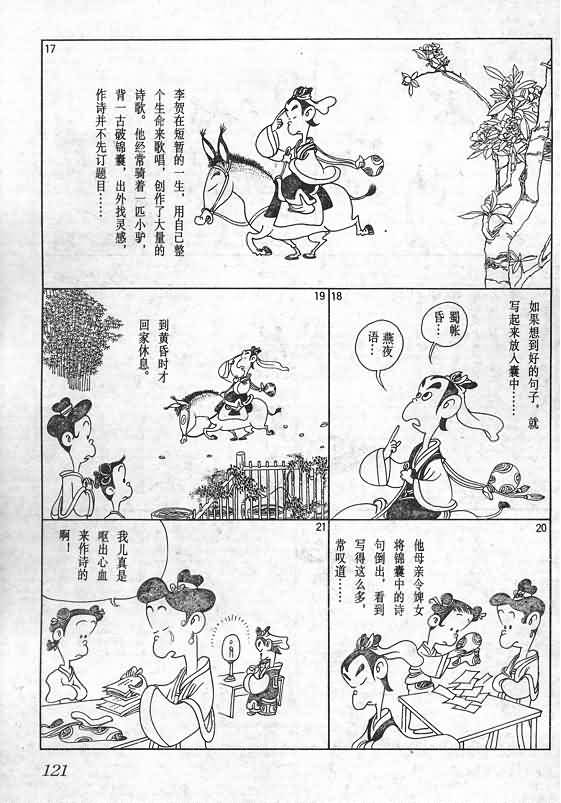 17
李贺在短暂的一生，用自己整
个生命来歌唱，创作了大量的
诗歌。他经常骑着一匹小驴，
背一古破锦囊，出外找灵感，
作诗并不先订题目……
18
如果想到好的句子，就
写起来放入囊中……
蜀帐
昏…
燕夜
语…
19
到黄昏时才
回家休息。
20
他母亲令婢女
将锦囊中的诗
句倒出，看到
写得这么多，
常叹道……
21
我儿真是
呕出心血
来作诗的
啊！
121